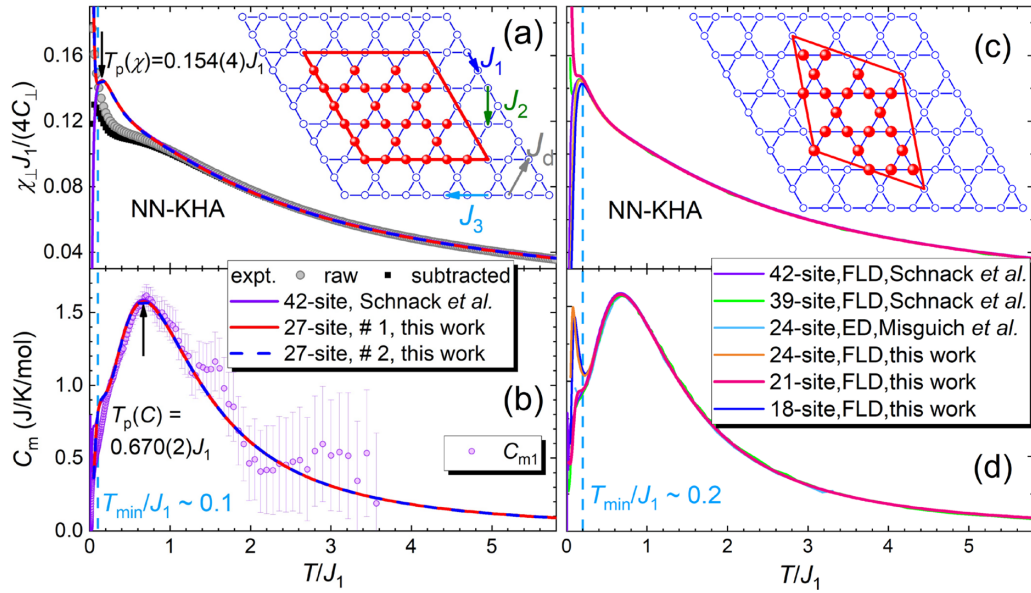 (a)
T_p(χ)=0.154(4)J_1
J_1
J_2
J_d
J_3
NN-KHA
χ_⊥J_1/(4C_⊥)
0.16
0.12
0.08
0.04
expt. raw subtracted
42-site, Schnack et al.
27-site, # 1, this work
27-site, # 2, this work
(b)
T_p(C) =
0.670(2)J_1
C_m1
T_min/J_1 ~ 0.1
C_m (J/K/mol)
1.5
1.0
0.5
0.0
0 1 2 3 4 5
T/J_1
(c)
NN-KHA
42-site,FLD,Schnack et al.
39-site,FLD,Schnack et al.
24-site,ED,Misguich et al.
24-site,FLD,this work
21-site,FLD,this work
18-site,FLD,this work
(d)
T_min/J_1 ~ 0.2
0 1 2 3 4 5
T/J_1